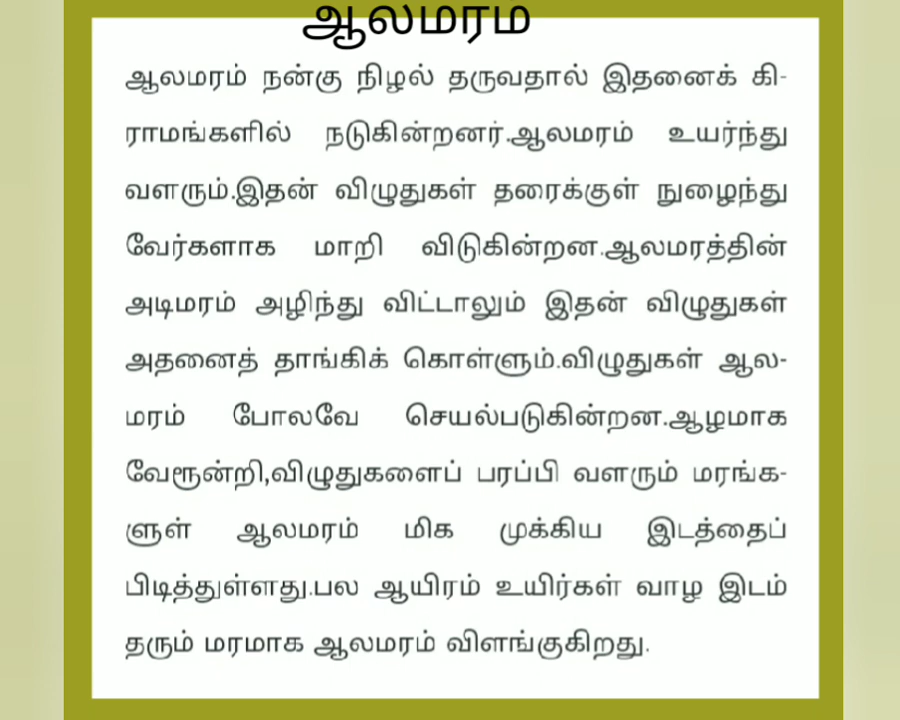 ஆலமரம்
ஆலமரம் நன்கு நிழல் தருவதால் இதனைக் கி-
ராமங்களில் நடுகின்றனர்.ஆலமரம் உயர்ந்து
வளரும்.இதன் விழுதுகள் தரைக்குள் நுழைந்து
வேர்களாக மாறி விடுகின்றன.ஆலமரத்தின்
அடிமரம் அழிந்து விட்டாலும் இதன் விழுதுகள்
அதனைத் தாங்கிக் கொள்ளும்.விழுதுகள் ஆல-
மரம் போலவே செயல்படுகின்றன.ஆழமாக
வேரூன்றி,விழுதுகளைப் பரப்பி வளரும் மரங்க-
ளுள் ஆலமரம் மிக முக்கிய இடத்தைப்
பிடித்துள்ளது.பல ஆயிரம் உயிர்கள் வாழ இடம்
தரும் மரமாக ஆலமரம் விளங்குகிறது.